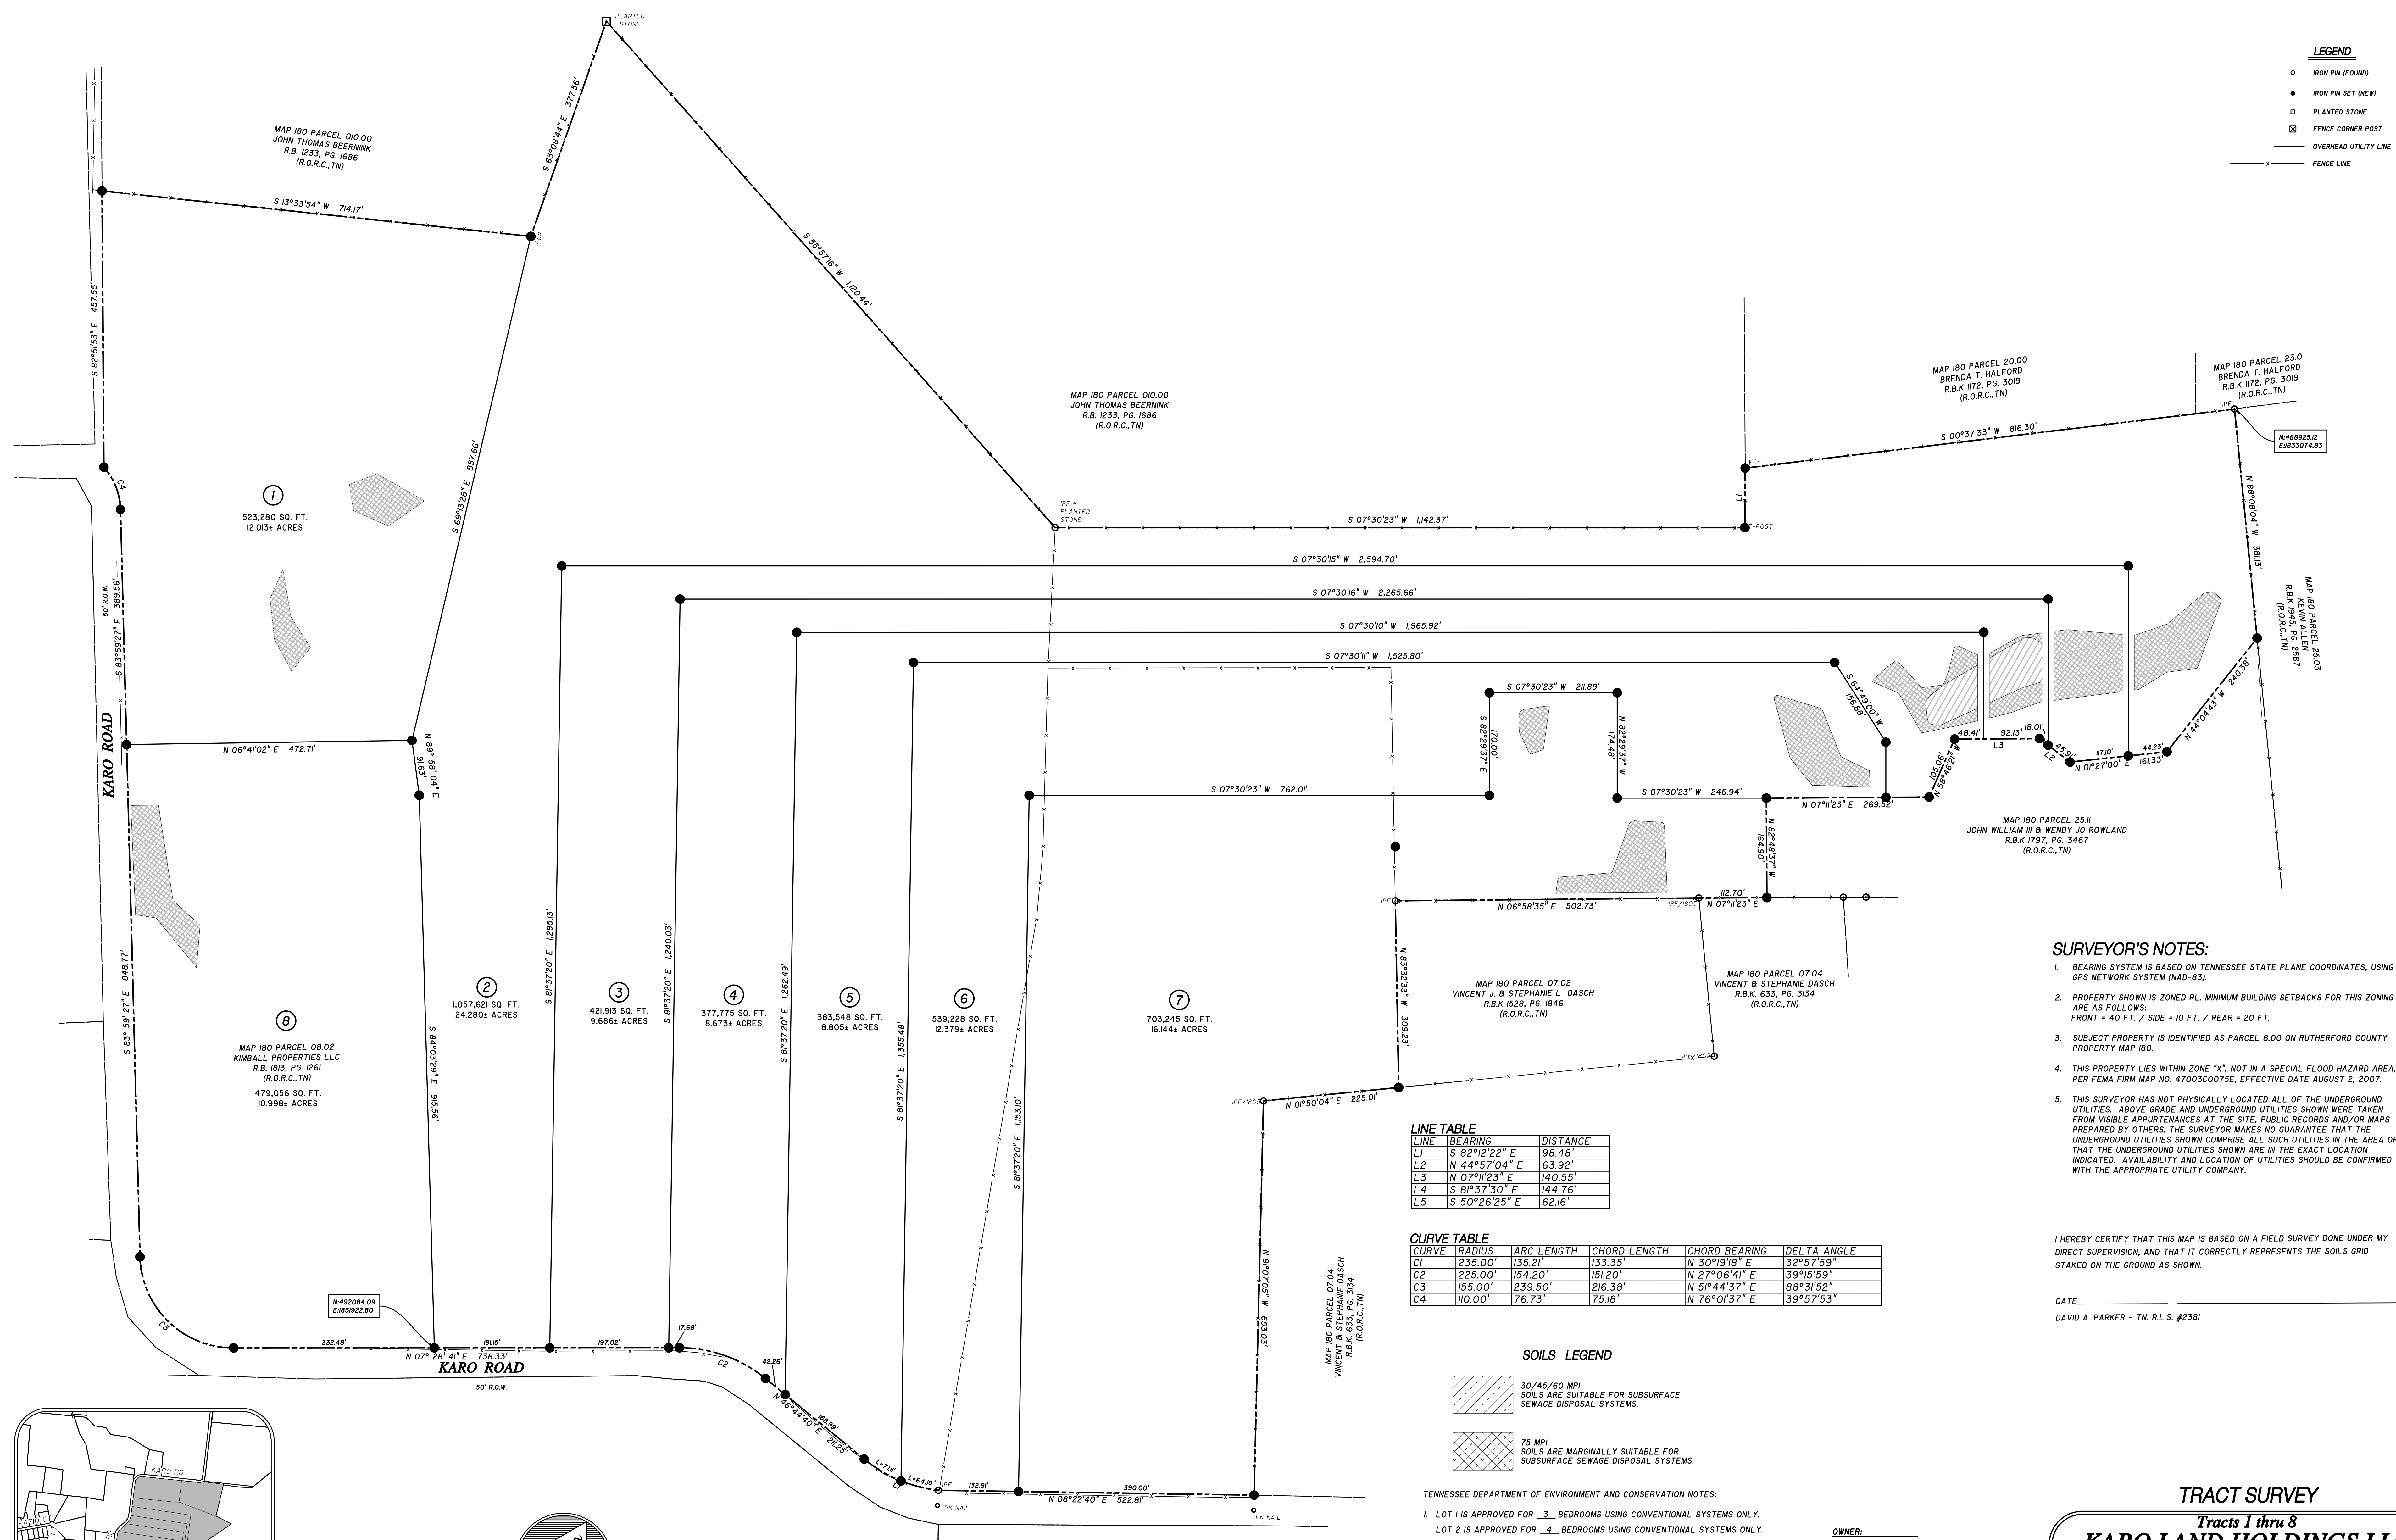 PLANTED
STONE
LEGEND
IRON PIN (FOUND)
IRON PIN SET (NEW)
PLANTED STONE
FENCE CORNER POST
OVERHEAD UTILITY LINE
FENCE LINE
MAP 180 PARCEL 010.00
JOHN THOMAS BEERNINK
R.B. 1233, PG. 1686
(R.O.R.C.,TN)
S 63°08'44" E 377.56'
S 13°33'54" W 714.17'
FCP
S 55°57'16" W 1,120.44'
S 82°51'53" E 457.55'
MAP 180 PARCEL 010.00
JOHN THOMAS BEERNINK
R.B. 1233, PG. 1686
(R.O.R.C.,TN)
MAP 180 PARCEL 20.00
BRENDA T. HALFORD
R.B.K 1172, PG. 3019
(R.O.R.C.,TN)
MAP 180 PARCEL 23.0
BRENDA T. HALFORD
R.B.K 1172, PG. 3019
(R.O.R.C.,TN)
IPF
N:488925.12
E:1833074.83
S 00°37'33" W 816.30'
FCP
L1
T-POST
IPF &
PLANTED
STONE
S 07°30'23" W 1,142.37'
N 88°08'04" W 381.13'
MAP 180 PARCEL 25.03
KEVIN ALLEN
R.B.K 1945, PG. 2587
(R.O.R.C.,TN)
C4
1
523,280 SQ. FT.
12.013± ACRES
S 69°13'28" E 857.66'
50' R.O.W.
S 83°59'27" E 389.56'
KARO ROAD
S 07°30'15" W 2,594.70'
S 07°30'16" W 2,265.66'
S 07°30'10" W 1,965.92'
S 07°30'11" W 1,525.80'
S 07°30'23" W 211.89'
S 82°29'37" E
170.00'
N 82°29'37" W
174.48'
S 64°49'00" W
156.88'
N 06°41'02" E 472.71'
N 89°58'04" E
91.63'
S 07°30'23" W 762.01'
S 07°30'23" W 246.94'
N 07°11'23" E 269.52'
105.06'
N 58°46'21" W
48.41'
92.13'
18.01'
L3
L2
45.91'
117.10'
44.23'
N 01°27'00" E 161.33'
N 44°04'43" W 240.38'
N 82°48'37" W
164.90'
MAP 180 PARCEL 25.11
JOHN WILLIAM III & WENDY JO ROWLAND
R.B.K 1797, PG. 3467
(R.O.R.C.,TN)
IPF
N 06°58'35" E 502.73'
IPF/1805
112.70'
N 07°11'23" E
S 83° 59' 27" E 848.77'
8
MAP 180 PARCEL 08.02
KIMBALL PROPERTIES LLC
R.B. 1813, PG. 1261
(R.O.R.C.,TN)
479,056 SQ. FT.
10.998± ACRES
S 84°03'29" E 915.56'
2
1,057,621 SQ. FT.
24.280± ACRES
S 81°37'20" E 1,295.13'
3
421,913 SQ. FT.
9.686± ACRES
S 81°37'20" E 1,240.03'
4
377,775 SQ. FT.
8.673± ACRES
S 81°37'20" E 1,262.49'
5
383,548 SQ. FT.
8.805± ACRES
S 81°37'20" E 1,355.48'
6
539,228 SQ. FT.
12.379± ACRES
S 81°37'20" E 1,153.10'
7
703,245 SQ. FT.
16.144± ACRES
N 83°32'33" W 309.23'
MAP 180 PARCEL 07.02
VINCENT J. & STEPHANIE L DASCH
R.B.K 1528, PG. 1846
(R.O.R.C.,TN)
MAP 180 PARCEL 07.04
VINCENT & STEPHANIE DASCH
R.B.K. 633, PG. 3134
(R.O.R.C.,TN)
IPF/1805
IPF/1805
N 01°50'04" E 225.01'
N 81°07'05" W 653.03'
MAP 180 PARCEL 07.04
VINCENT & STEPHANIE DASCH
R.B.K. 633, PG. 3134
(R.O.R.C.,TN)
SURVEYOR'S NOTES:
1. BEARING SYSTEM IS BASED ON TENNESSEE STATE PLANE COORDINATES, USING
GPS NETWORK SYSTEM (NAD-83).
2. PROPERTY SHOWN IS ZONED RL. MINIMUM BUILDING SETBACKS FOR THIS ZONING
ARE AS FOLLOWS:
FRONT = 40 FT. / SIDE = 10 FT. / REAR = 20 FT.
3. SUBJECT PROPERTY IS IDENTIFIED AS PARCEL 8.00 ON RUTHERFORD COUNTY
PROPERTY MAP 180.
4. THIS PROPERTY LIES WITHIN ZONE "X", NOT IN A SPECIAL FLOOD HAZARD AREA,
PER FEMA FIRM MAP NO. 47003C0075E, EFFECTIVE DATE AUGUST 2, 2007.
5. THIS SURVEYOR HAS NOT PHYSICALLY LOCATED ALL OF THE UNDERGROUND
UTILITIES. ABOVE GRADE AND UNDERGROUND UTILITIES SHOWN WERE TAKEN
FROM VISIBLE APPURTENANCES AT THE SITE, PUBLIC RECORDS AND/OR MAPS
PREPARED BY OTHERS. THE SURVEYOR MAKES NO GUARANTEE THAT THE
UNDERGROUND UTILITIES SHOWN COMPRISE ALL SUCH UTILITIES IN THE AREA OR
THAT THE UNDERGROUND UTILITIES SHOWN ARE IN THE EXACT LOCATION
INDICATED. AVAILABILITY AND LOCATION OF UTILITIES SHOULD BE CONFIRMED
WITH THE APPROPRIATE UTILITY COMPANY.
LINE TABLE
LINE BEARING DISTANCE
L1 S 82°12'22" E 98.48'
L2 N 44°57'04" E 63.92'
L3 N 07°11'23" E 140.55'
L4 S 81°37'30" E 144.76'
L5 S 50°26'25" E 62.16'
CURVE TABLE
CURVE RADIUS ARC LENGTH CHORD LENGTH CHORD BEARING DELTA ANGLE
C1 235.00' 135.21' 133.35' N 30°19'18" E 32°57'59"
C2 225.00' 154.20' 151.20' N 27°06'41" E 39°15'59"
C3 155.00' 239.50' 216.38' N 51°44'37" E 88°31'52"
C4 110.00' 76.73' 75.18' N 76°01'37" E 39°57'53"
I HEREBY CERTIFY THAT THIS MAP IS BASED ON A FIELD SURVEY DONE UNDER MY
DIRECT SUPERVISION, AND THAT IT CORRECTLY REPRESENTS THE SOILS GRID
STAKED ON THE GROUND AS SHOWN.
DATE
DAVID A. PARKER - TN. R.L.S. #2381
N:492084.09
E:1831922.80
C3
332.48'
191.15'
197.02'
17.68'
N 07° 28' 41" E 738.33'
KARO ROAD
50' R.O.W.
C2
42.26'
168.99'
N 46°44'40" E 211.25'
L=71.11'
L=64.10'
C1
IPF
PK NAIL
132.81'
390.00'
N 08°22'40" E 522.81'
PK NAIL
SOILS LEGEND
30/45/60 MPI
SOILS ARE SUITABLE FOR SUBSURFACE
SEWAGE DISPOSAL SYSTEMS.
75 MPI
SOILS ARE MARGINALLY SUITABLE FOR
SUBSURFACE SEWAGE DISPOSAL SYSTEMS.
TENNESSEE DEPARTMENT OF ENVIRONMENT AND CONSERVATION NOTES:
1. LOT 1 IS APPROVED FOR 3 BEDROOMS USING CONVENTIONAL SYSTEMS ONLY.
LOT 2 IS APPROVED FOR 4 BEDROOMS USING CONVENTIONAL SYSTEMS ONLY.
OWNER:
KARO RD
RD
TRACT SURVEY
Tracts 1 thru 8
KARO LAND HOLDINGS